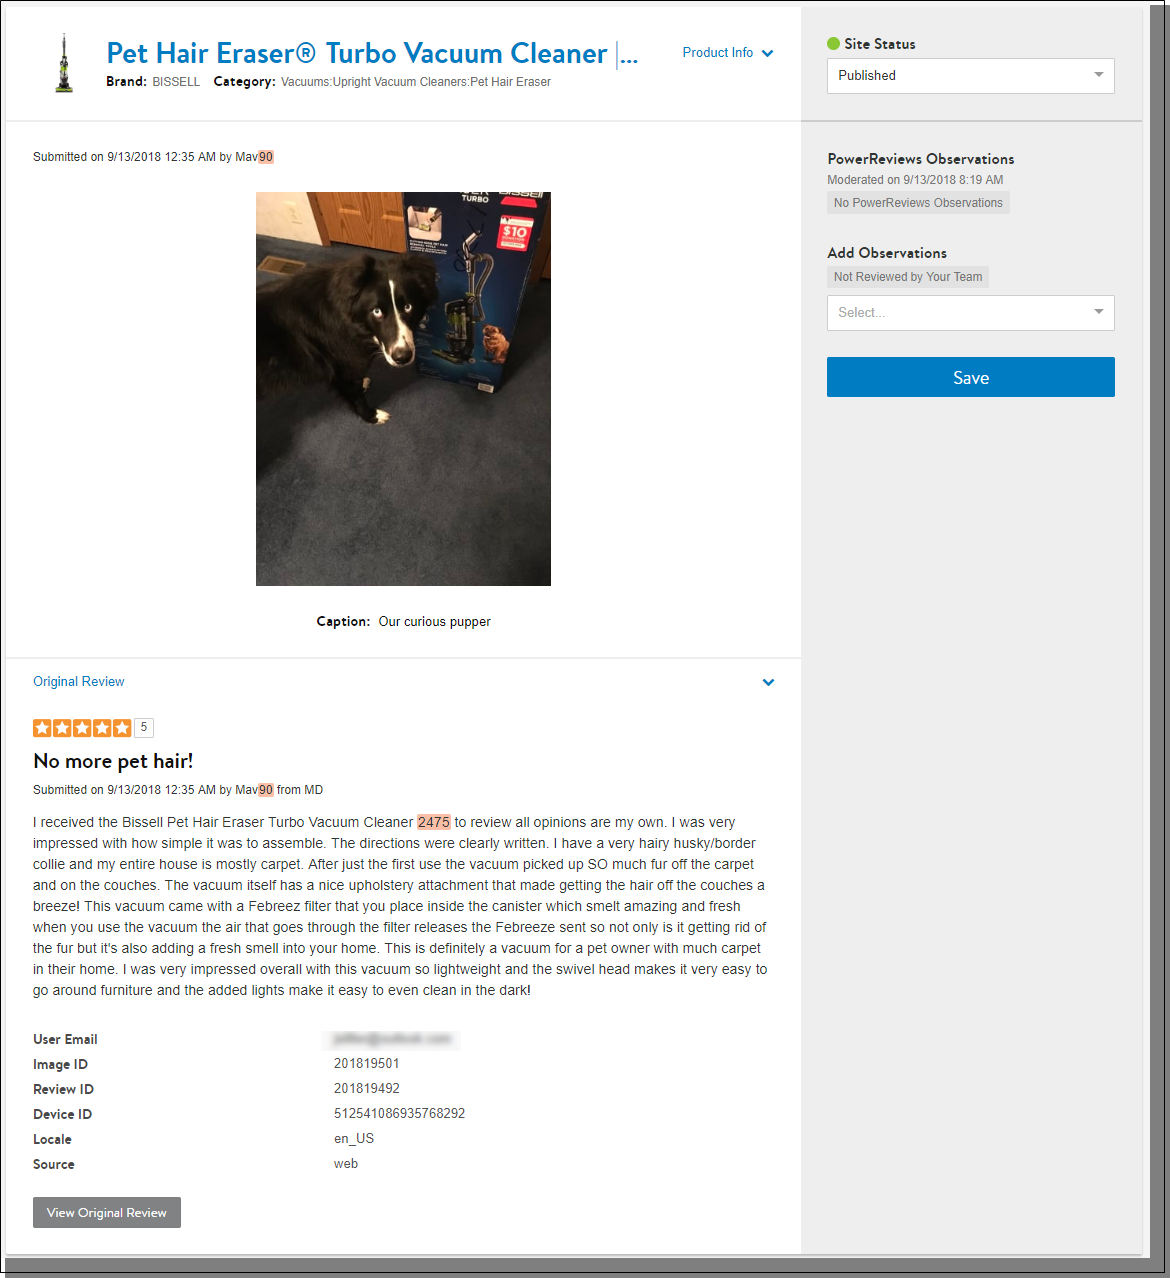 Pet Hair Eraser® Turbo Vacuum Cleaner |...
Product Info
Brand: BISSELL Category: Vacuums:Upright Vacuum Cleaners:Pet Hair Eraser
Site Status
Published
Submitted on 9/13/2018 12:35 AM by Mav90
TURBO
BISSELL
$10
Caption: Our curious pupper
PowerReviews Observations
Moderated on 9/13/2018 8:19 AM
No PowerReviews Observations
Add Observations
Not Reviewed by Your Team
Select...
Save
Original Review
5
No more pet hair!
Submitted on 9/13/2018 12:35 AM by Mav90 from MD
I received the Bissell Pet Hair Eraser Turbo Vacuum Cleaner 2475 to review all opinions are my own. I was very
impressed with how simple it was to assemble. The directions were clearly written. I have a very hairy husky/border
collie and my entire house is mostly carpet. After just the first use the vacuum picked up SO much fur off the carpet
and on the couches. The vacuum itself has a nice upholstery attachment that made getting the hair off the couches a
breeze! This vacuum came with a Febreez filter that you place inside the canister which smelt amazing and fresh
when you use the vacuum the air that goes through the filter releases the Febreeze sent so not only is it getting rid of
the fur but it's also adding a fresh smell into your home. This is definitely a vacuum for a pet owner with much carpet
in their home. I was very impressed overall with this vacuum so lightweight and the swivel head makes it very easy to
go around furniture and the added lights make it easy to even clean in the dark!
User Email
Image ID 201819501
Review ID 201819492
Device ID 512541086935768292
Locale en_US
Source web
View Original Review